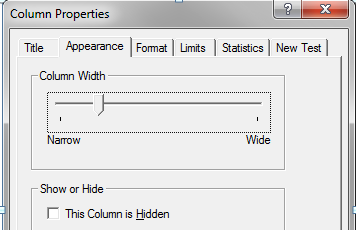 Column Properties
Title Appearance Format Limits Statistics New Test
Column Width
Narrow Wide
Show or Hide
This Column is Hidden